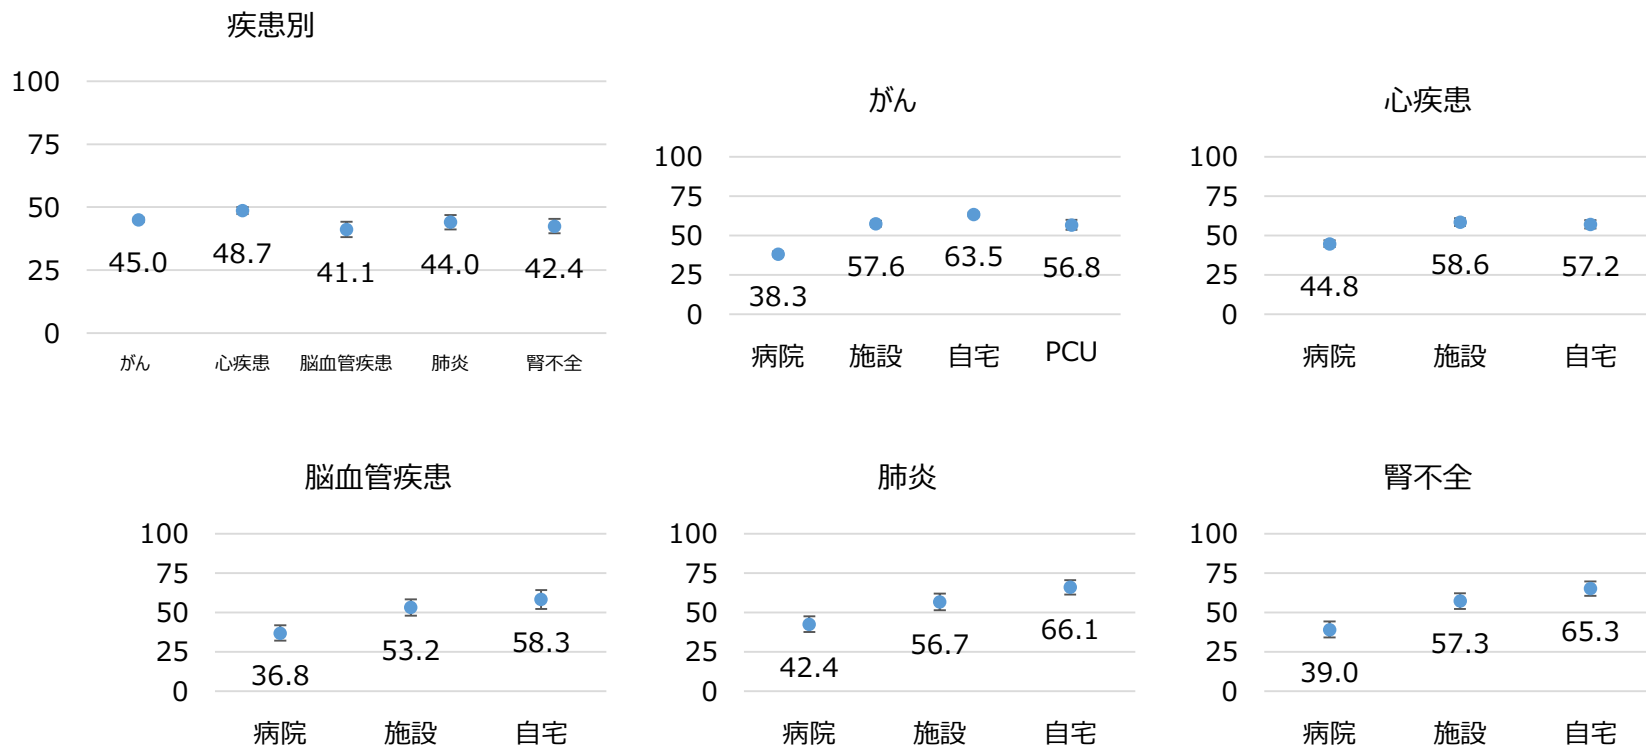 疾患別
100
75
50
25
0
45.0
48.7
41.1
44.0
42.4
がん
心疾患
脳血管疾患
肺炎
腎不全
がん
100
75
50
25
0
38.3
57.6
63.5
56.8
病院
施設
自宅
PCU
心疾患
100
75
50
25
0
44.8
58.6
57.2
病院
施設
自宅
脳血管疾患
100
75
50
25
0
36.8
53.2
58.3
病院
施設
自宅
肺炎
100
75
50
25
0
42.4
56.7
66.1
病院
施設
自宅
腎不全
100
75
50
25
0
39.0
57.3
65.3
病院
施設
自宅